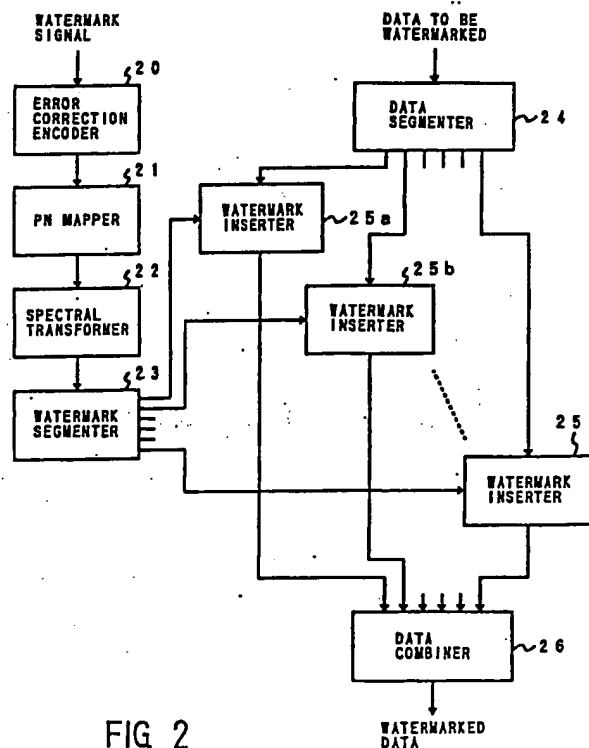 WATERMARK
SIGNAL
DATA TO BE
WATERMARKED
20
ERROR
CORRECTION
ENCODER
DATA
SEGMENTER
24
21
PN MAPPER
WATERMARK
INSERTER
25a
22
SPECTRAL
TRANSFORMER
25b
WATERMARK
INSERTER
23
WATERMARK
SEGMENTER
25
WATERMARK
INSERTER
DATA
COMBINER
26
FIG 2
WATERMARKED
DATA